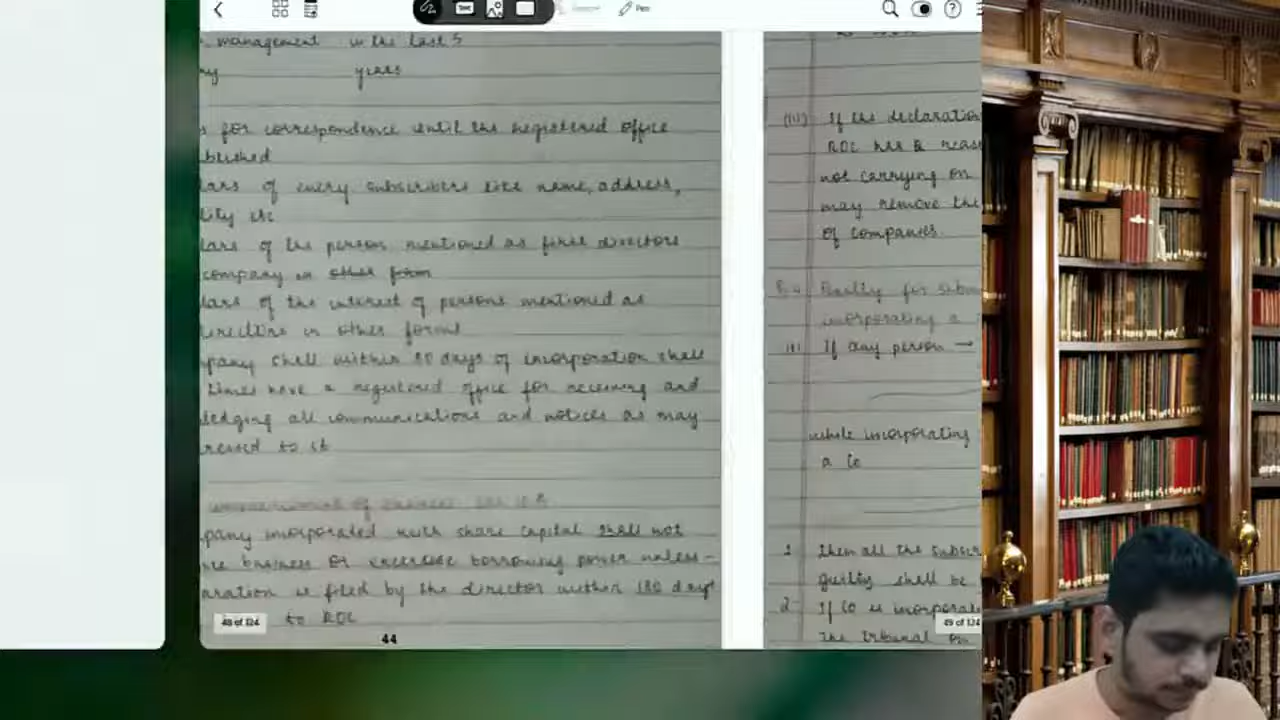 Text
Pen
management in the last 5
years
for correspondence until the registered office
blished
lars of every subscribers like name, address,
lity etc
lars of the person mentioned as first directors
company in other form
lars of the interest of persons mentioned as
directors in other forms
pany shall within 30 days of incorporation shall
times have a registered office for receiving and
ledging all communications and notices as may
ressed to it
pany incorporated with share capital shall not
business or exercise borrowing power unless -
aration is filed by the director within 180 days
to ROC
48 of 124
44
(iii) If the declaration
ROC has reas
not carrying on
may remove the
of companies.
for
incorporating a
(i) If any person →
while incorporating
a Co
1 then all the subscr
guilty shall be
2 If Co is incorporat
the tribunal
49 of 124